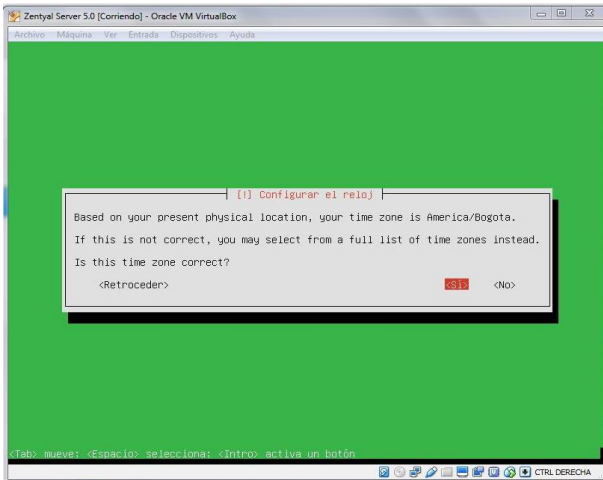 Zentyal Server 5.0 [Corriendo] - Oracle VM VirtualBox
Archivo Máquina Ver Entrada Dispositivos Ayuda
[!] Configurar el reloj
Based on your present physical location, your time zone is America/Bogota.
If this is not correct, you may select from a full list of time zones instead.
Is this time zone correct?
<Retroceder> <Sí> <No>
<Tab> mueve; <Espacio> selecciona; <Intro> activa un botón
CTRL DERECHA